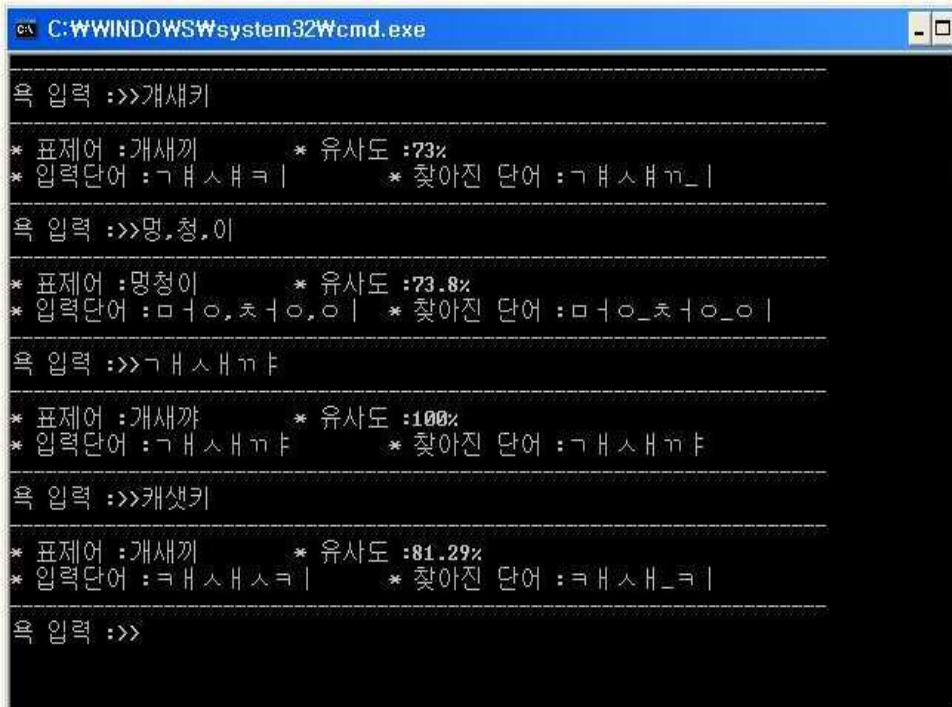 C:₩WINDOWS₩system32₩cmd.exe
욕 입력 :>>걔섀키
* 표제어 :개새끼 * 유사도 :73%
* 입력단어 :ㄱㅒㅅㅒㅋㅣ * 찾아진 단어 :ㄱㅒㅅㅒㄲ_ㅣ
욕 입력 :>>멍,청,이
* 표제어 :멍청이 * 유사도 :73.8%
* 입력단어 :ㅁㅓㅇ,ㅊㅓㅇ,ㅇㅣ * 찾아진 단어 :ㅁㅓㅇ_ㅊㅓㅇ_ㅇㅣ
욕 입력 :>>ㄱㅐㅅㅐㄲㅑ
* 표제어 :개새꺄 * 유사도 :100%
* 입력단어 :ㄱㅐㅅㅐㄲㅑ * 찾아진 단어 :ㄱㅐㅅㅐㄲㅑ
욕 입력 :>>캐샛키
* 표제어 :개새끼 * 유사도 :81.29%
* 입력단어 :ㅋㅐㅅㅐㅅㅋㅣ * 찾아진 단어 :ㅋㅐㅅㅐ_ㅋㅣ
욕 입력 :>>